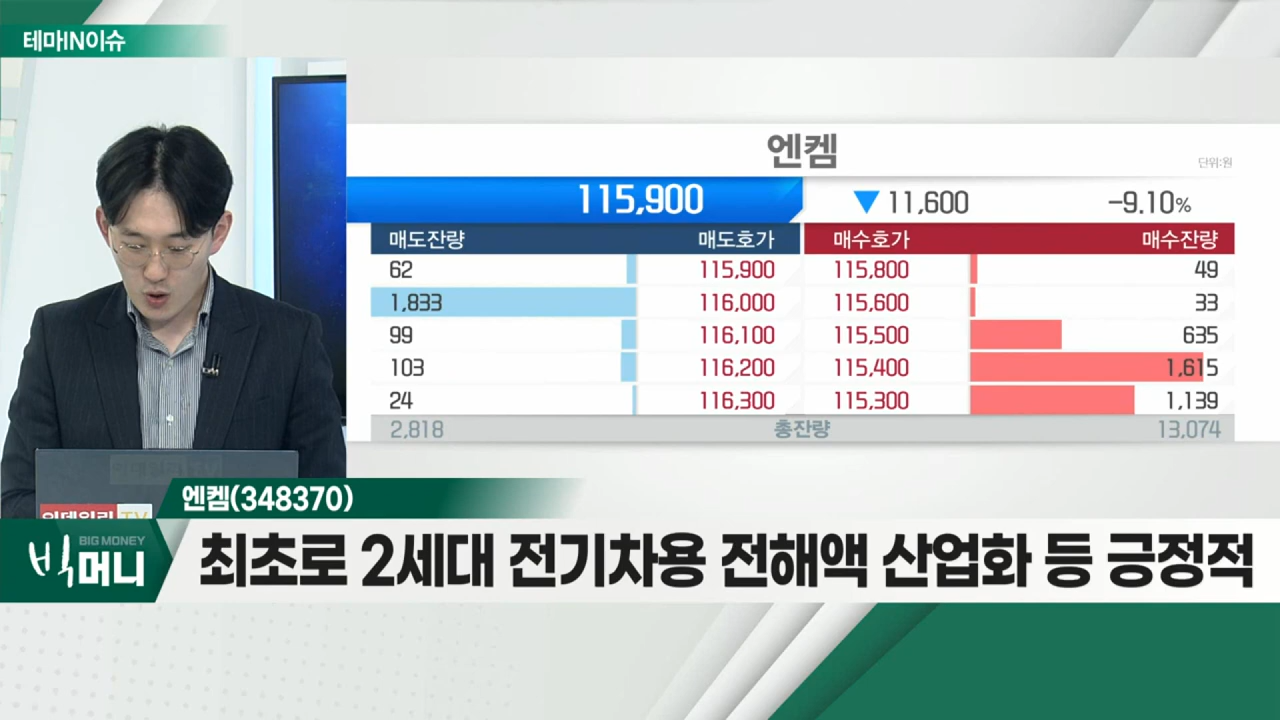 테마IN이슈
엔켐
단위:원
115,900 ▼ 11,600 -9.10%
매도잔량 매도호가 매수호가 매수잔량
62 115,900 115,800 49
1,833 116,000 115,600 33
99 116,100 115,500 635
103 116,200 115,400 1,615
24 116,300 115,300 1,139
2,818 총잔량 13,074
엔켐(348370)
이데일리 TV
BIG MONEY
빅머니
최초로 2세대 전기차용 전해액 산업화 등 긍정적